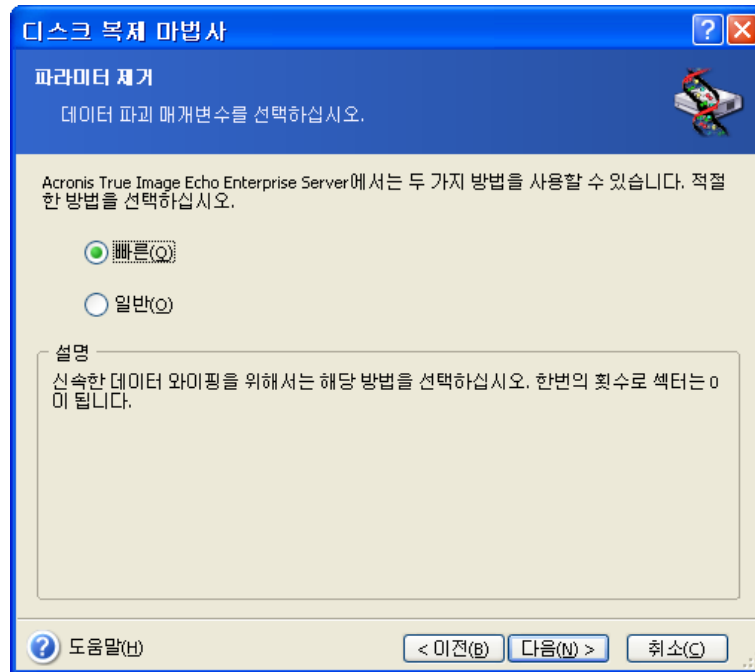 디스크 복제 마법사
파라미터 제거
데이터 파괴 매개변수를 선택하십시오.
Acronis True Image Echo Enterprise Server에서는 두 가지 방법을 사용할 수 있습니다. 적절
한 방법을 선택하십시오.
빠른(Q)
일반(O)
설명
신속한 데이터 와이핑을 위해서는 해당 방법을 선택하십시오. 한번의 횟수로 섹터는 0
이 됩니다.
도움말(H)
< 이전(B)
다음(N) >
취소(C)